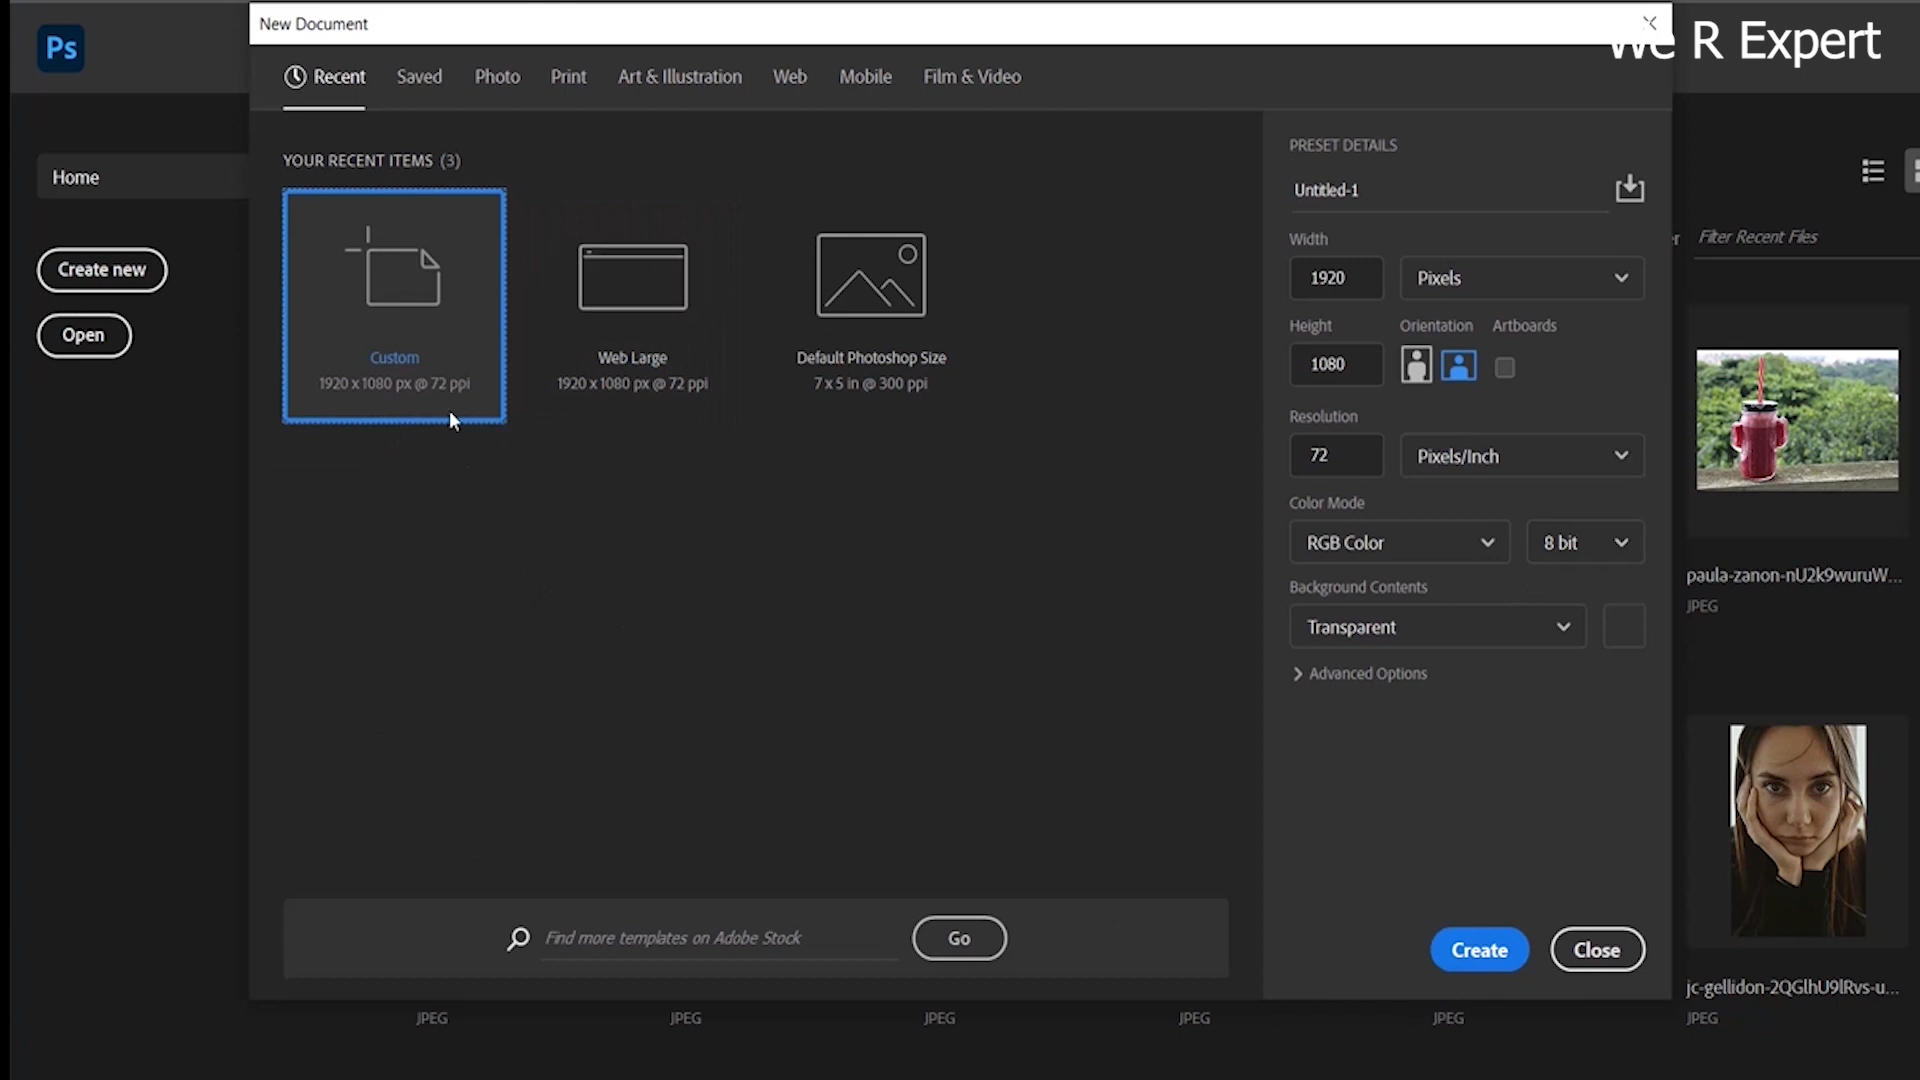 New Document
We R Expert
Ps
Recent
Saved
Photo
Print
Art & Illustration
Web
Mobile
Film & Video
Home
Create new
Open
YOUR RECENT ITEMS (3)
Custom
1920 x 1080 px @ 72 ppi
Web Large
1920 x 1080 px @ 72 ppi
Default Photoshop Size
7 x 5 in @ 300 ppi
Find more templates on Adobe Stock
Go
PRESET DETAILS
Untitled-1
Width
1920
Pixels
Height
Orientation
Artboards
1080
Resolution
72
Pixels/Inch
Color Mode
RGB Color
8 bit
Background Contents
Transparent
Advanced Options
Create
Close
Filter Recent Files
paula-zanon-nU2k9wuruW...
JPEG
jc-gellidon-2QGlhU9lRvs-u...
JPEG
JPEG
JPEG
JPEG
JPEG
JPEG